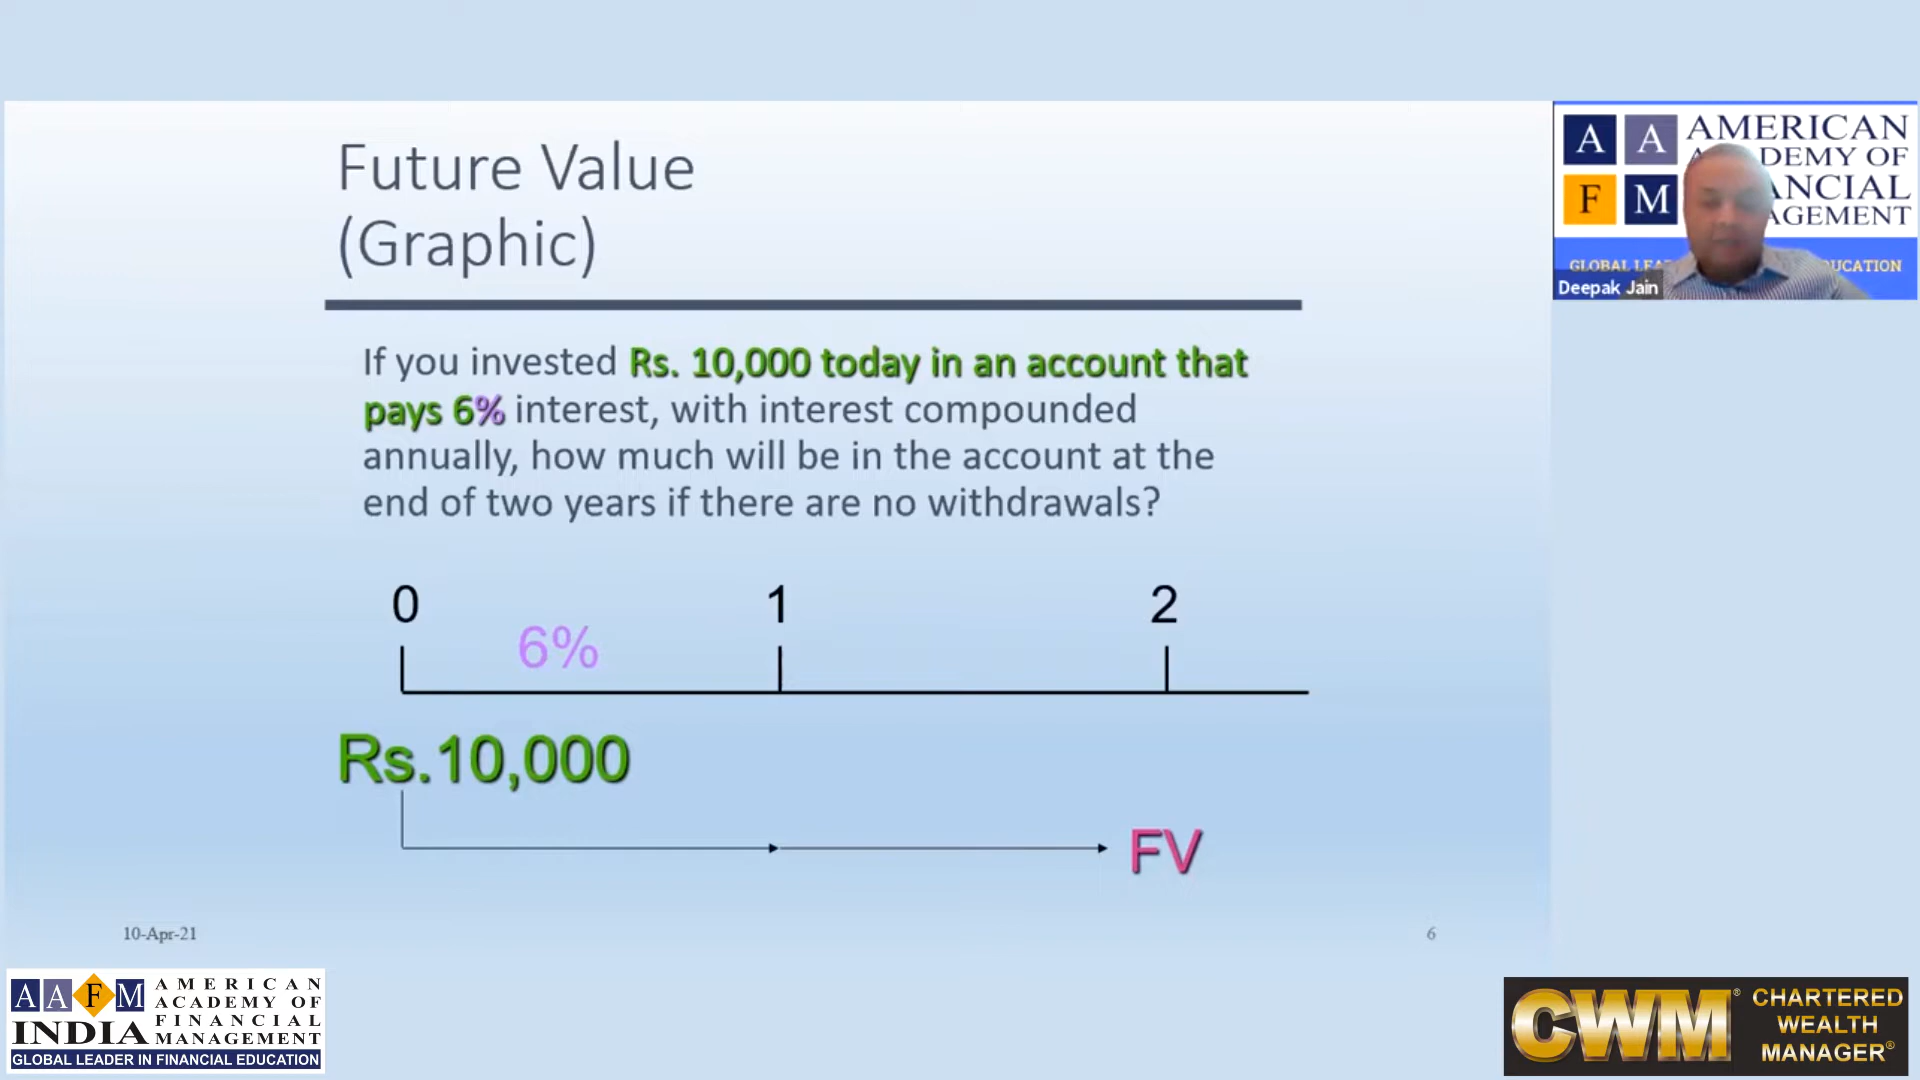 Future Value
(Graphic)
If you invested Rs. 10,000 today in an account that
pays 6% interest, with interest compounded
annually, how much will be in the account at the
end of two years if there are no withdrawals?
0 1 2
6%
Rs.10,000
FV
10-Apr-21
6
A A F M
AMERICAN
DEMY OF
NCIAL
AGEMENT
GLOBAL UCATION
Deepak Jain
AAFM
INDIA
AMERICAN
ACADEMY OF
FINANCIAL
MANAGEMENT
GLOBAL LEADER IN FINANCIAL EDUCATION
CWM®
CHARTERED
WEALTH
MANAGER®